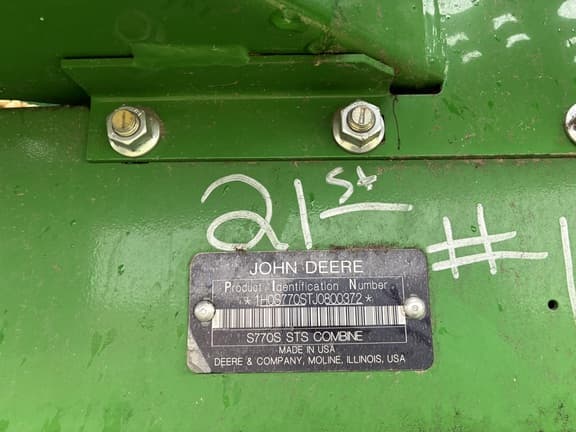 21st
#1
JOHN DEERE
Product Identification Number
*1H0S770STJ0800372*
S770S STS COMBINE
MADE IN USA
DEERE & COMPANY, MOLINE, ILLINOIS, USA